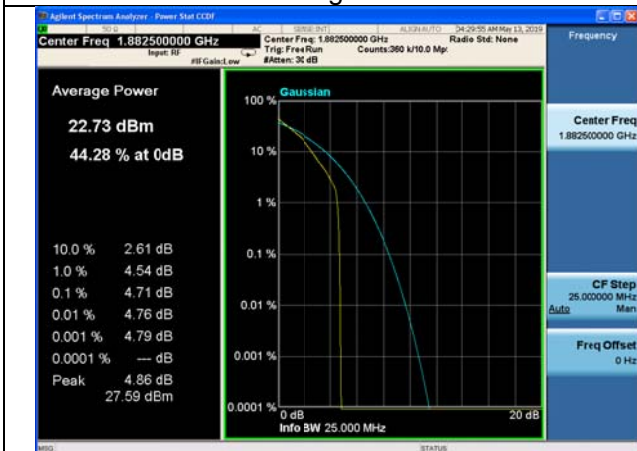 Agilent Spectrum Analyzer - Power Stat CCDF
50 Ω AC SENSE:INT ALIGN AUTO 04:29:55 AM May 13, 2019
Center Freq 1.882500000 GHz
Input: RF
#IFGain:Low
Center Freq: 1.882500000 GHz
Trig: Free Run Counts:360 k/10.0 Mp
#Atten: 30 dB
Radio Std: None
Frequency
Average Power
22.73 dBm
44.28 % at 0dB
10.0 % 2.61 dB
1.0 % 4.54 dB
0.1 % 4.71 dB
0.01 % 4.76 dB
0.001 % 4.79 dB
0.0001 % --- dB
Peak 4.86 dB
27.59 dBm
Gaussian
100 %
10 %
1 %
0.1 %
0.01 %
0.001 %
0.0001 %
0 dB 20 dB
Info BW 25.000 MHz
Center Freq
1.882500000 GHz
CF Step
25.000000 MHz
Auto Man
Freq Offset
0 Hz
MSG STATUS